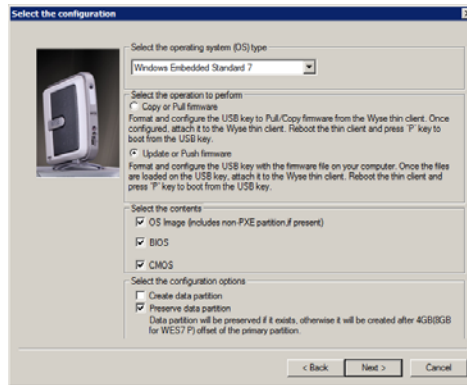 Select the configuration
Select the operating system (OS) type
Windows Embedded Standard 7
Select the operation to perform
Copy or Pull firmware
Format and configure the USB key to Pull/Copy firmware from the Wyse thin client. Once
configured, attach it to the Wyse thin client. Reboot the thin client and press 'P' key to
boot from the USB key.
Update or Push firmware
Format and configure the USB key with the firmware file on your computer. Once the files
are loaded on the USB key, attach it to the Wyse thin client. Reboot the thin client and
press 'P' key to boot from the USB key.
Select the contents
OS Image (includes non-PXE partition,if present)
BIOS
CMOS
Select the configuration options
Create data partition
Preserve data partition
Data partition will be preserved if it exists, otherwise it will be created after 4GB(8GB
for WES7 P) offset of the primary partition.
< Back
Next >
Cancel